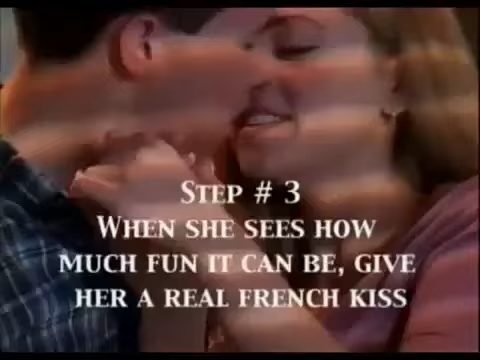 Step # 3
When she sees how
much fun it can be, give
her a real french kiss